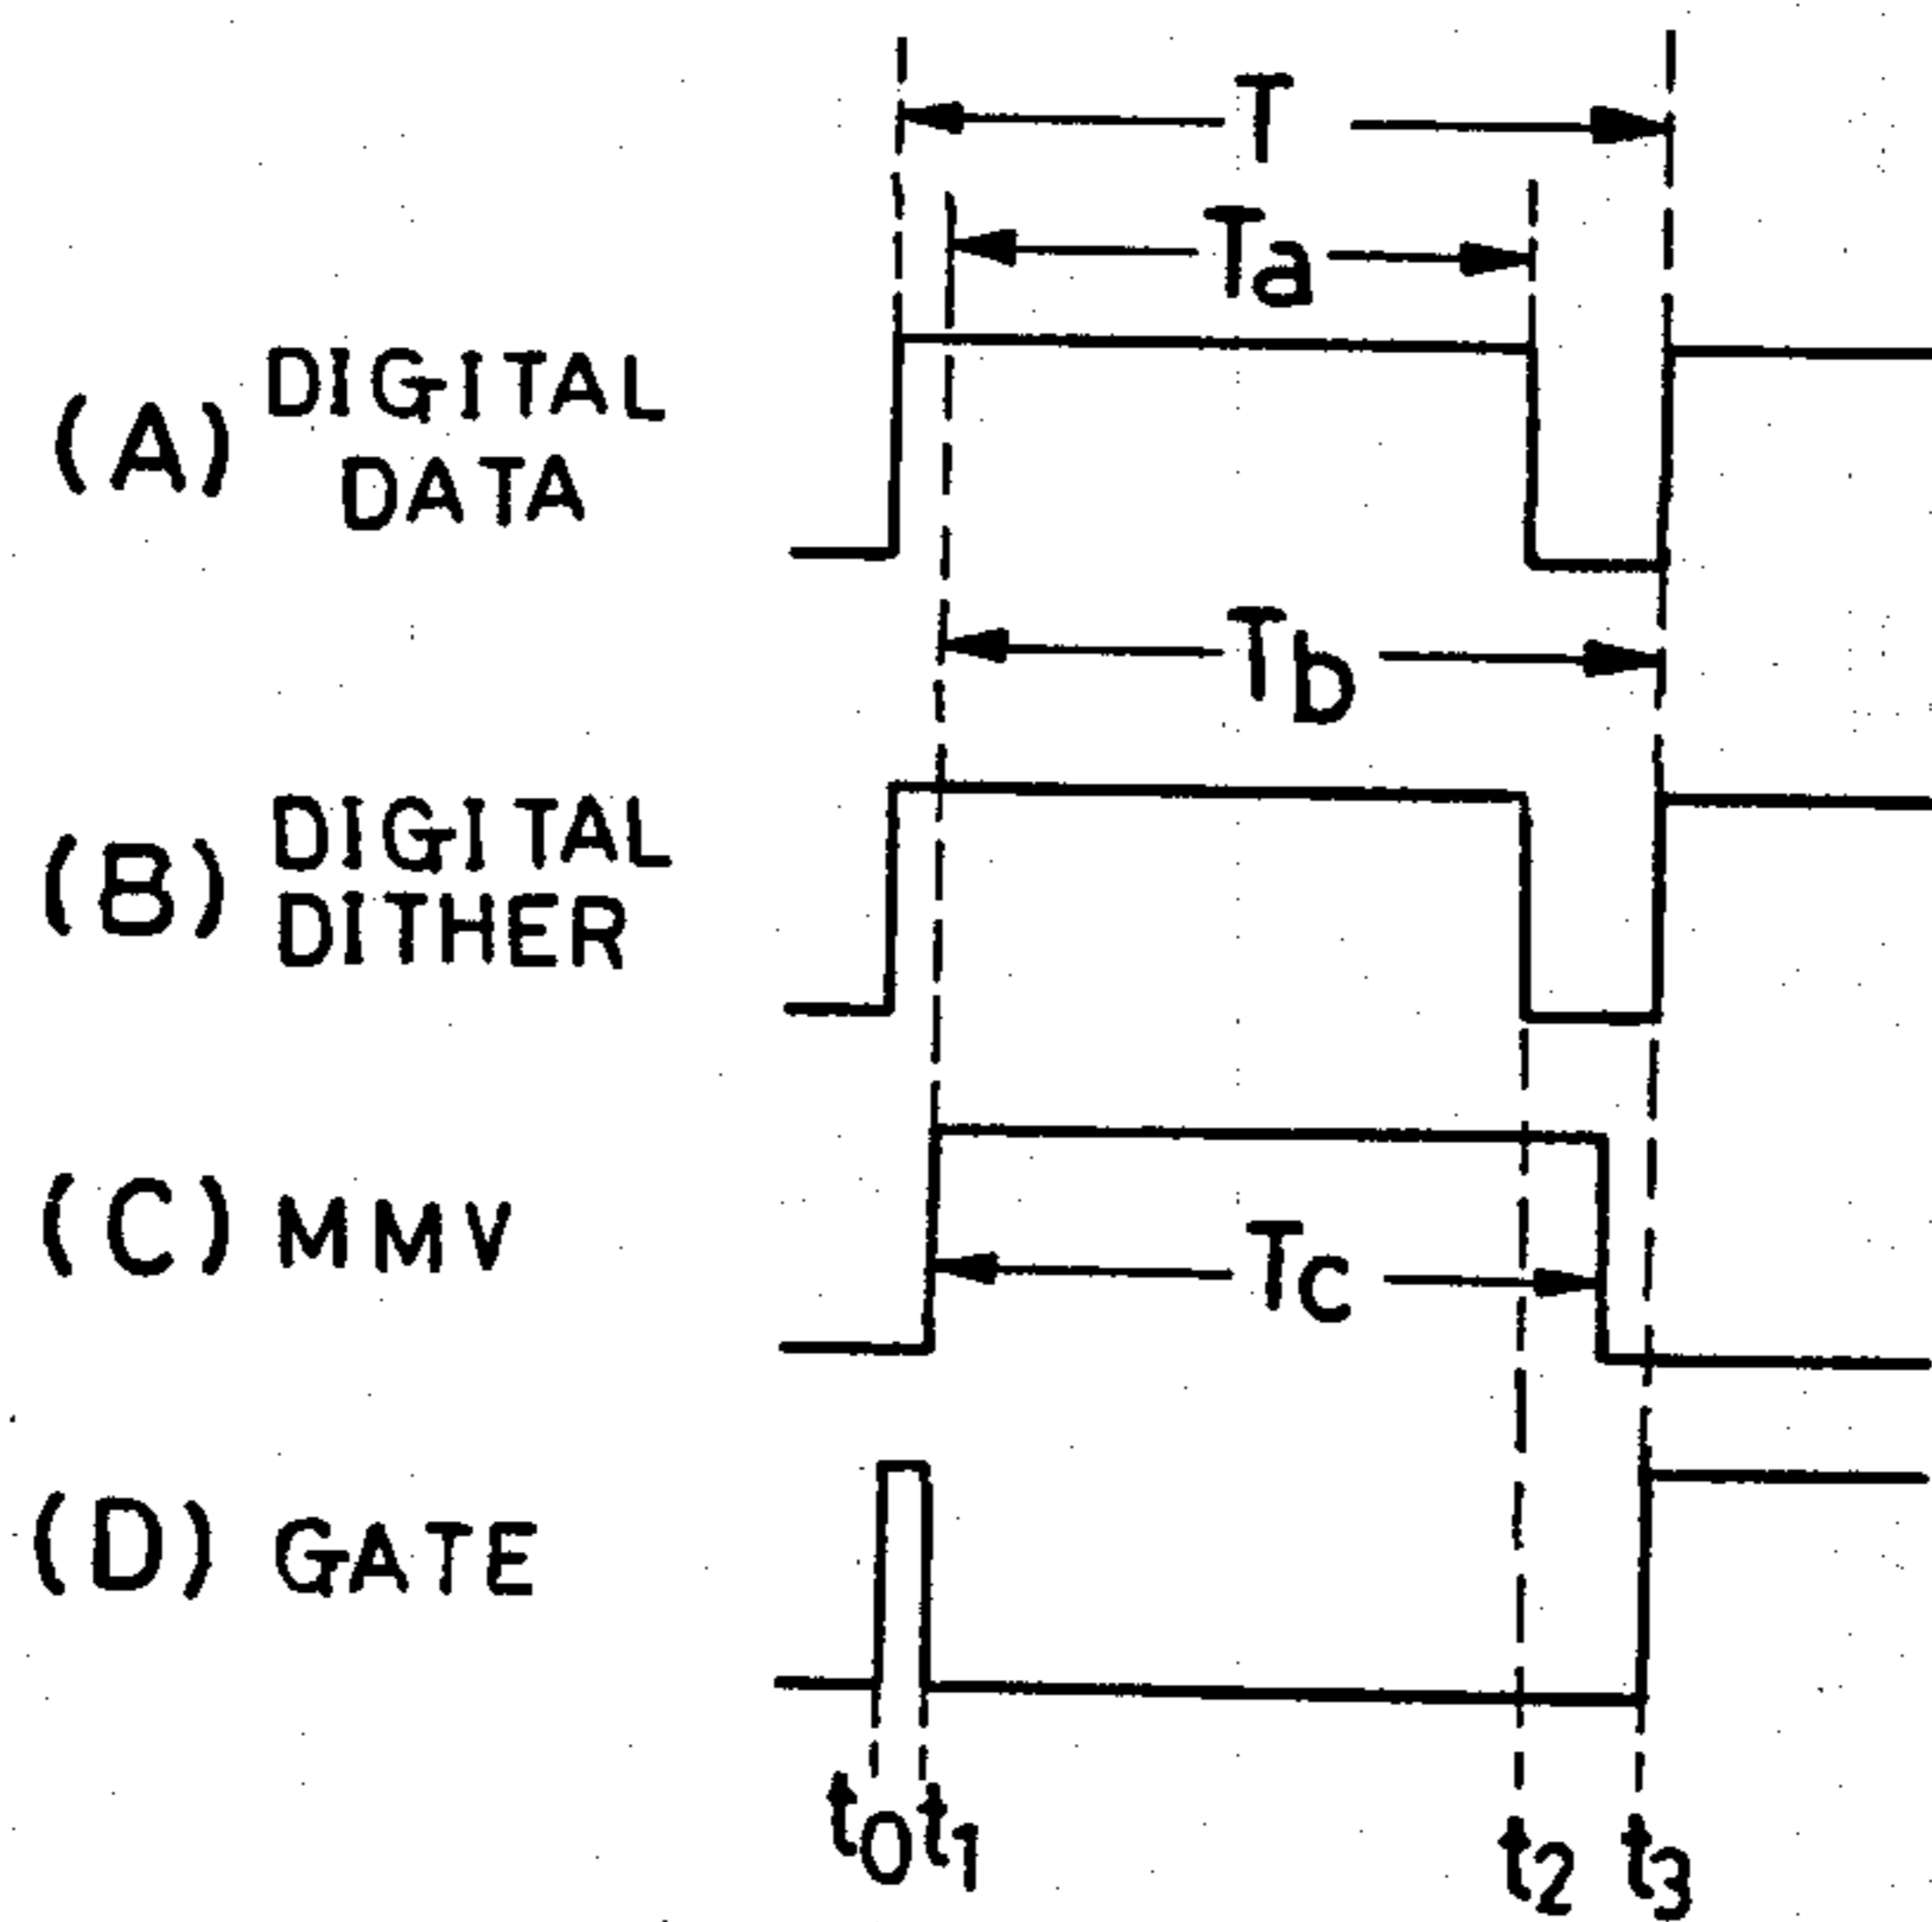 T
Ta
(A) DIGITAL
DATA
Tb
(B) DIGITAL
DITHER
(C) MMV
Tc
(D) GATE
t0 t1 t2 t3